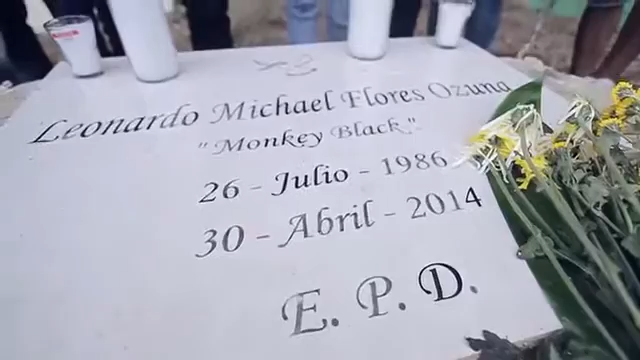 Leonardo Michael Flores Ozuna
"Monkey Black"
26 - Julio - 1986
30 - Abril - 2014
E. P. D.